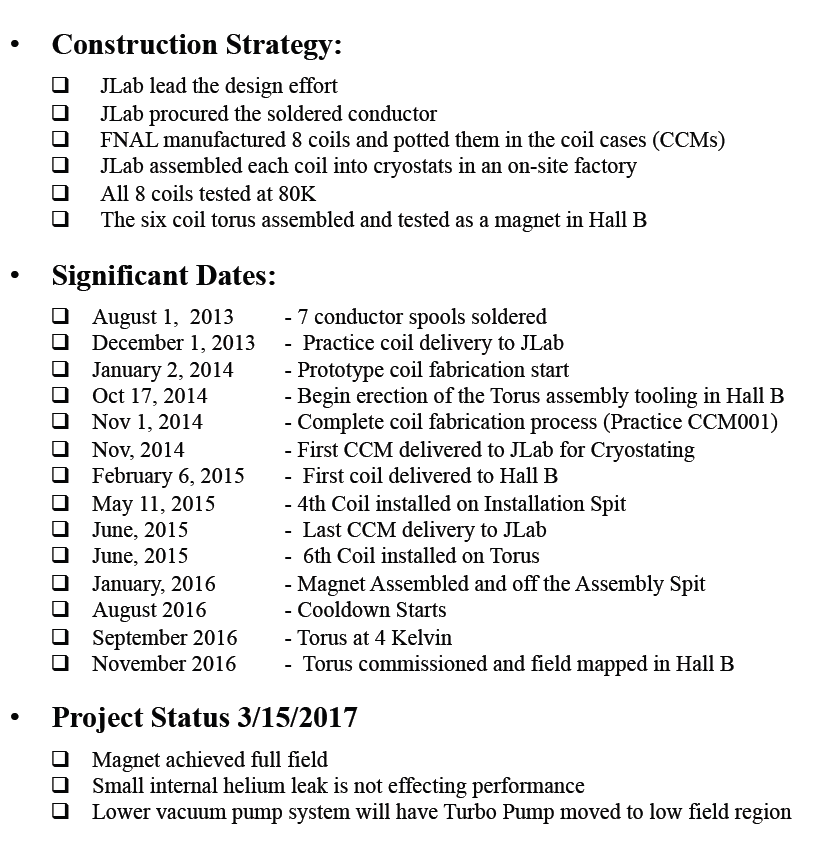 • Construction Strategy:
❑ JLab lead the design effort
❑ JLab procured the soldered conductor
❑ FNAL manufactured 8 coils and potted them in the coil cases (CCMs)
❑ JLab assembled each coil into cryostats in an on-site factory
❑ All 8 coils tested at 80K
❑ The six coil torus assembled and tested as a magnet in Hall B
• Significant Dates:
❑ August 1, 2013 - 7 conductor spools soldered
❑ December 1, 2013 - Practice coil delivery to JLab
❑ January 2, 2014 - Prototype coil fabrication start
❑ Oct 17, 2014 - Begin erection of the Torus assembly tooling in Hall B
❑ Nov 1, 2014 - Complete coil fabrication process (Practice CCM001)
❑ Nov, 2014 - First CCM delivered to JLab for Cryostating
❑ February 6, 2015 - First coil delivered to Hall B
❑ May 11, 2015 - 4th Coil installed on Installation Spit
❑ June, 2015 - Last CCM delivery to JLab
❑ June, 2015 - 6th Coil installed on Torus
❑ January, 2016 - Magnet Assembled and off the Assembly Spit
❑ August 2016 - Cooldown Starts
❑ September 2016 - Torus at 4 Kelvin
❑ November 2016 - Torus commissioned and field mapped in Hall B
• Project Status 3/15/2017
❑ Magnet achieved full field
❑ Small internal helium leak is not effecting performance
❑ Lower vacuum pump system will have Turbo Pump moved to low field region